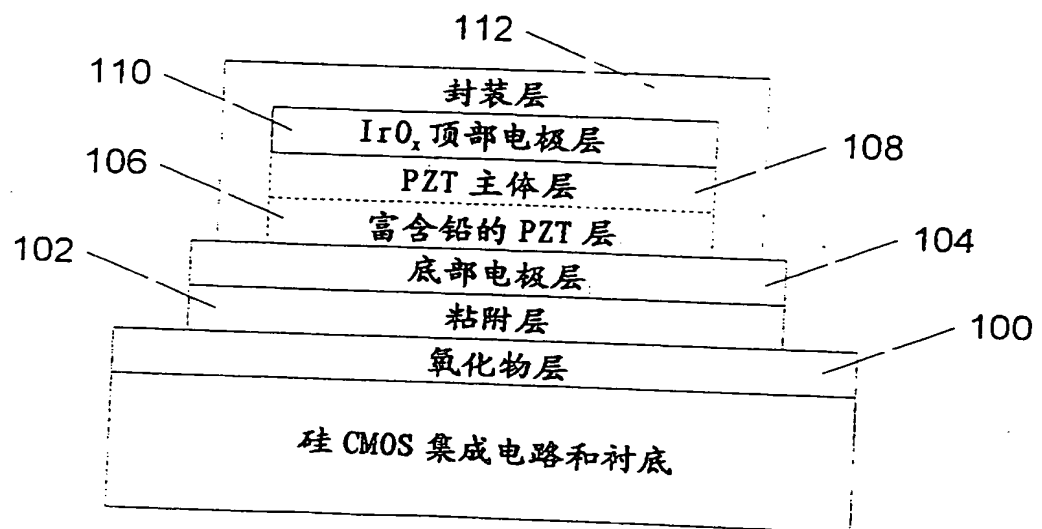 112
110
封装层
IrOₓ 顶部电极层
108
PZT 主体层
106
富含铅的 PZT 层
104
102
底部电极层
粘附层
100
氧化物层
硅 CMOS 集成电路和衬底